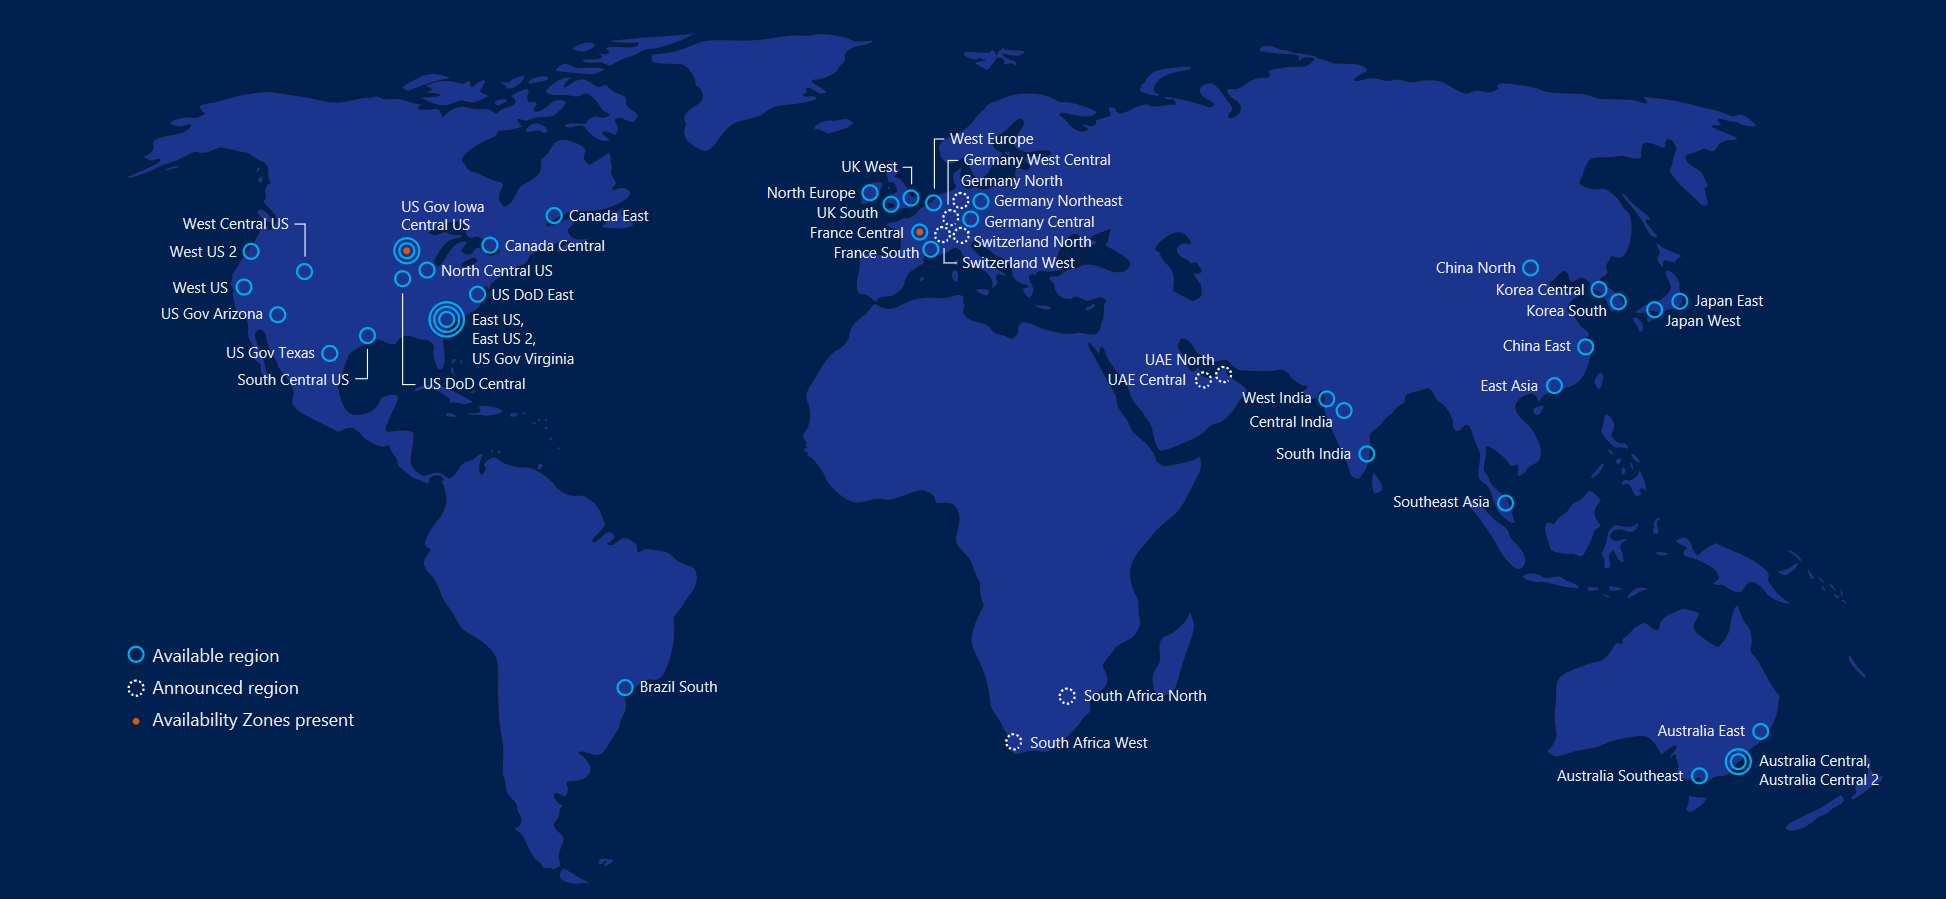 West Central US
West US 2
West US
US Gov Arizona
US Gov Texas
South Central US
US Gov Iowa
Central US
Canada East
Canada Central
North Central US
US DoD East
East US,
East US 2,
US Gov Virginia
US DoD Central
Brazil South
West Europe
Germany West Central
UK West
Germany North
North Europe
Germany Northeast
UK South
Germany Central
France Central
Switzerland North
France South
Switzerland West
UAE North
UAE Central
West India
Central India
South India
China North
Korea Central
Korea South
Japan East
Japan West
China East
East Asia
Southeast Asia
South Africa North
South Africa West
Australia East
Australia Central,
Australia Southeast
Australia Central 2
Available region
Announced region
Availability Zones present